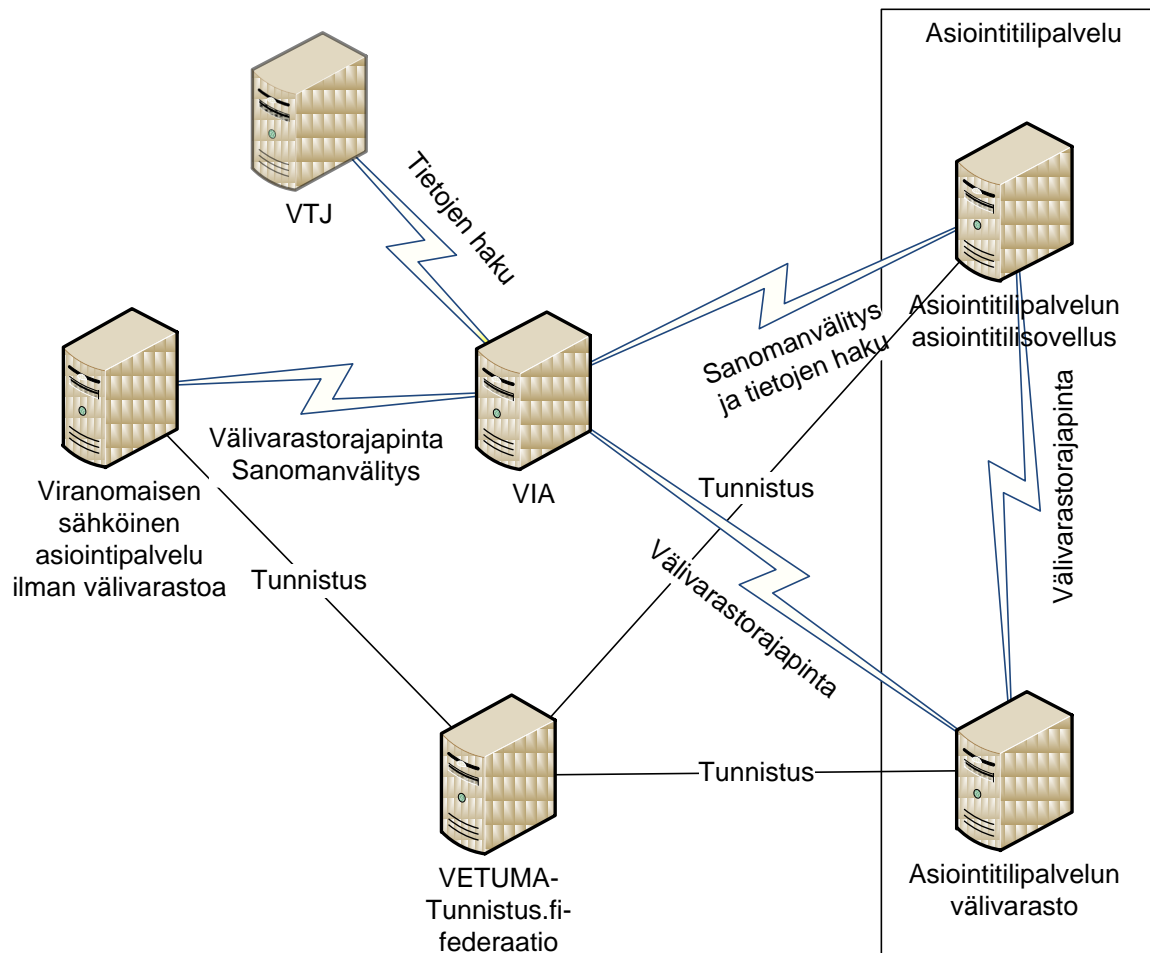 Asiointitilipalvelu
VTJ
Tietojen haku
Asiointitilipalvelun
asiointitilisovellus
Sanomanvälitys
ja tietojen haku
Välivarastorajapinta
Sanomanvälitys
VIA
Viranomaisen
sähköinen
asiointipalvelu
ilman välivarastoa
Tunnistus
Välivarastorajapinta
Tunnistus
Välivarastorajapinta
Tunnistus
VETUMA-
Tunnistus.fi-
federaatio
Asiointitilipalvelun
välivarasto